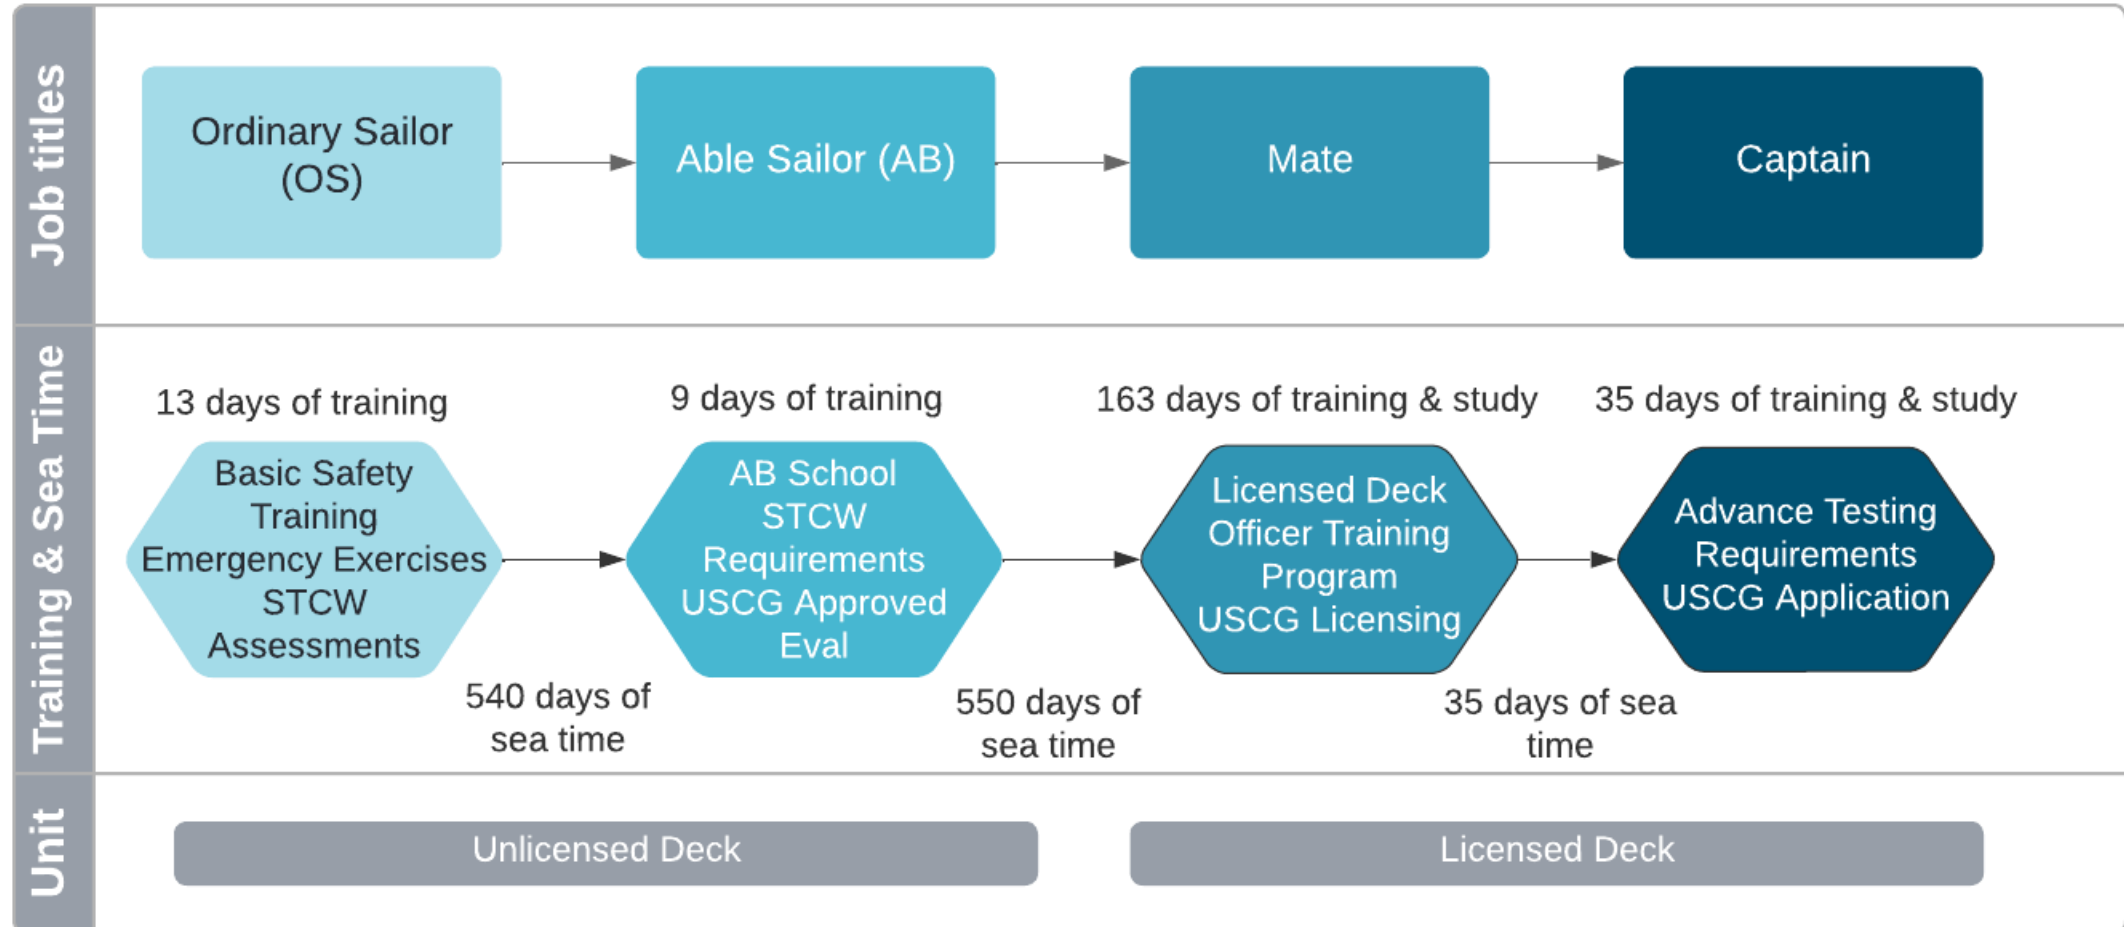 Job titles
Ordinary Sailor
(OS)
Able Sailor (AB)
Mate
Captain
Training & Sea Time
13 days of training
9 days of training
163 days of training & study
35 days of training & study
Basic Safety
Training
Emergency Exercises
STCW
Assessments
AB School
STCW
Requirements
USCG Approved
Eval
Licensed Deck
Officer Training
Program
USCG Licensing
Advance Testing
Requirements
USCG Application
540 days of
sea time
550 days of
sea time
35 days of sea
time
Unit
Unlicensed Deck
Licensed Deck